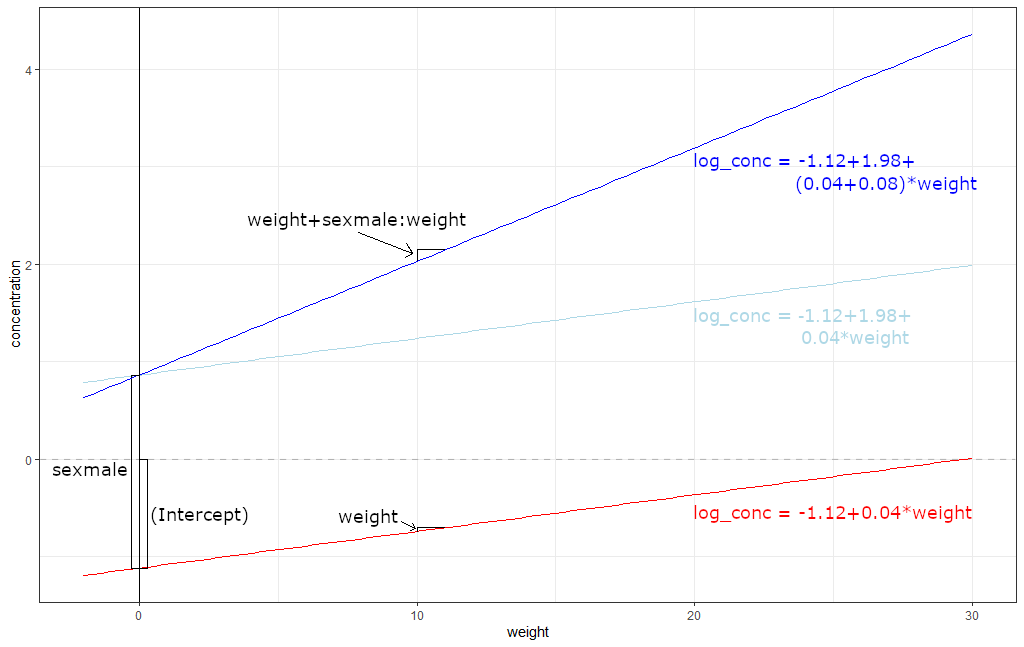 4
log_conc = -1.12+1.98+
(0.04+0.08)*weight
weight+sexmale:weight
2
concentration
log_conc = -1.12+1.98+
0.04*weight
0
sexmale
(Intercept)
weight
log_conc = -1.12+0.04*weight
0
10
20
30
weight